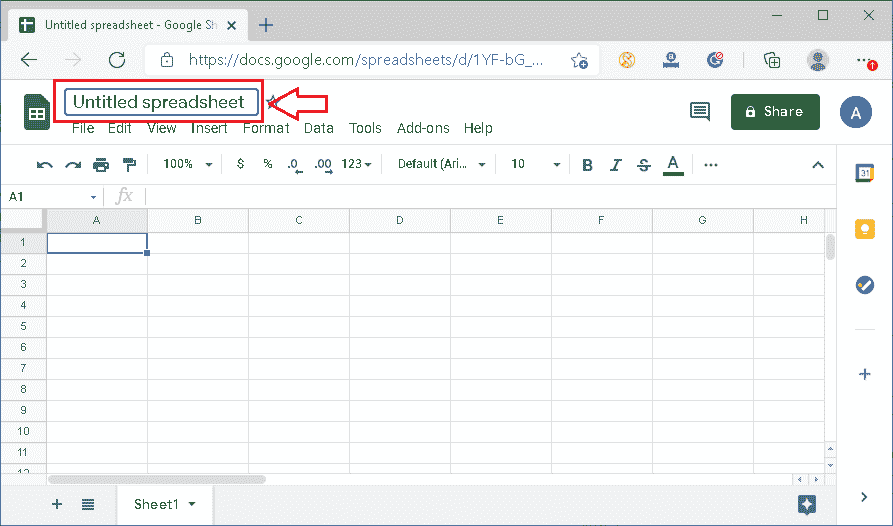 Untitled spreadsheet - Google Sh
https://docs.google.com/spreadsheets/d/1YF-bG_...
Untitled spreadsheet
File Edit View Insert Format Data Tools Add-ons Help
Share
A
100% $ % .0 .00 123 Default (Ari... 10 B I S A ...
31
A1 fx
A B C D E F G H
1
2
3
4
5
6
7
8
9
10
11
12
Sheet1